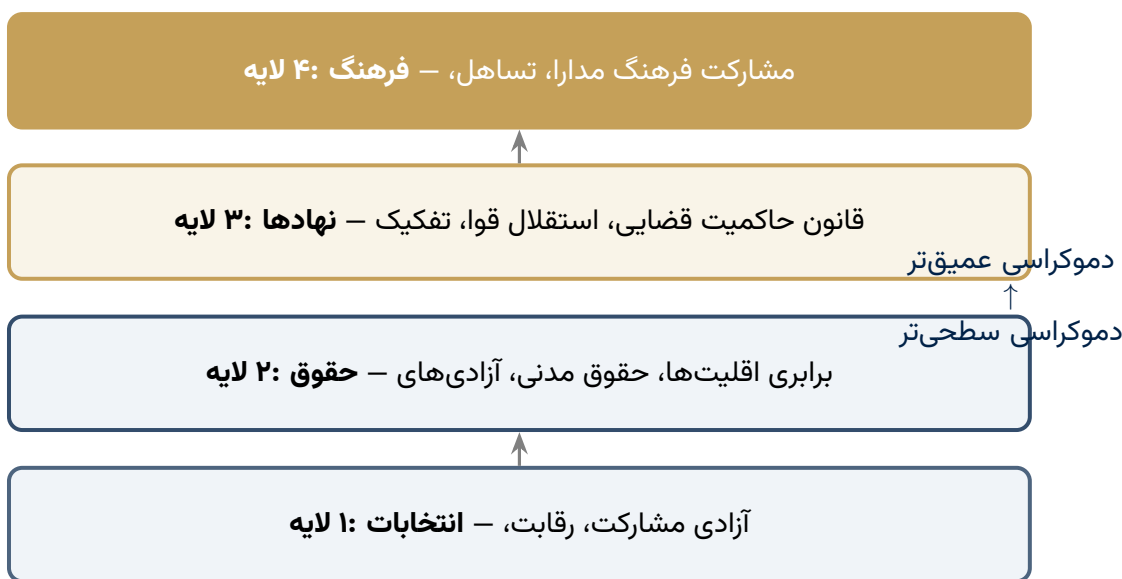 مشارکت فرهنگ مدارا، تساهل، – فرهنگ :۴ لایه
قانون حاکمیت قضایی، استقلال قوا، تفکیک – نهادها :۳ لایه
دموکراسی عمیق‌تر
↑
دموکراسی سطحی‌تر
برابری اقلیت‌ها، حقوق مدنی، آزادی‌های – حقوق :۲ لایه
آزادی مشارکت، رقابت، – انتخابات :۱ لایه